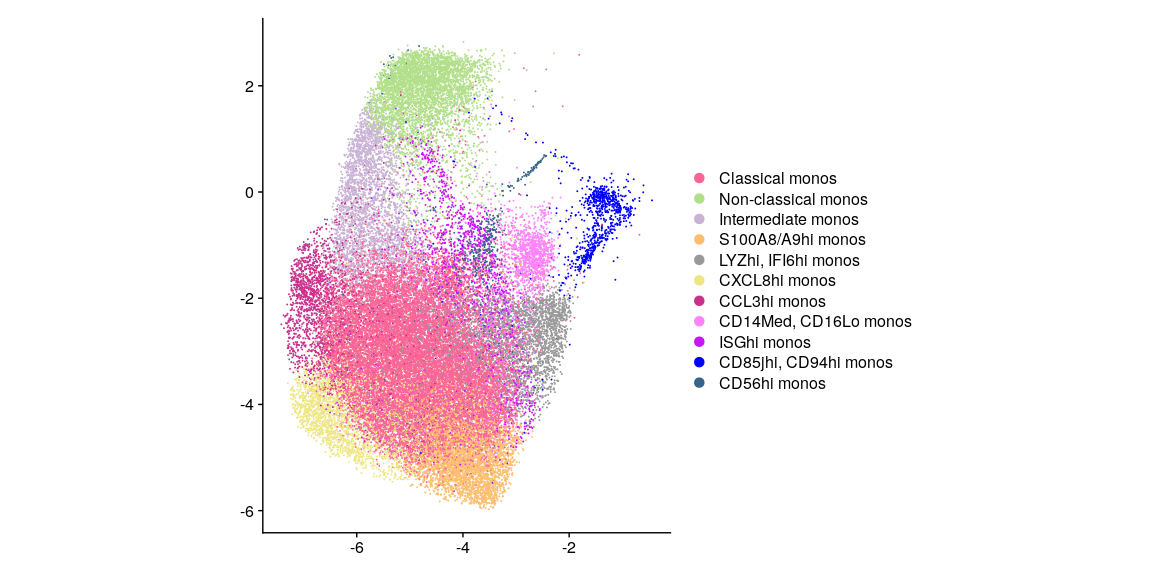 2
0
-2
-4
-6
-6
-4
-2
Classical monos
Non-classical monos
Intermediate monos
S100A8/A9hi monos
LYZhi, IFI6hi monos
CXCL8hi monos
CCL3hi monos
CD14Med, CD16Lo monos
ISGhi monos
CD85jhi, CD94hi monos
CD56hi monos